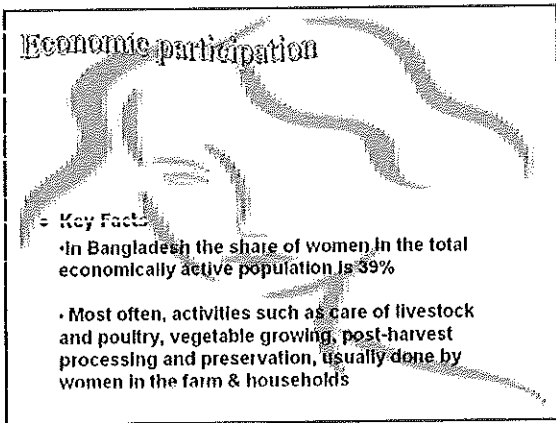 Economic participation
Key Facts
•In Bangladesh the share of women in the total
economically active population is 39%
• Most often, activities such as care of livestock
and poultry, vegetable growing, post-harvest
processing and preservation, usually done by
women in the farm & households